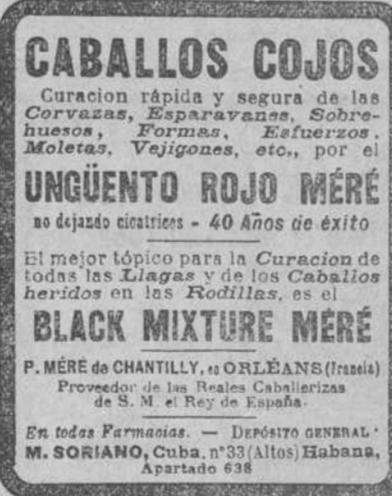 CABALLOS COJOS
Curacion rápida y segura de las
Corvazas, Esparavanes, Sobre-
huesos, Formas, Esfuerzos,
Moletas, Vejigones, etc., por el
UNGÜENTO ROJO MÉRÉ
no dejando cicatrices - 40 Años de éxito
El mejor tópico para la Curacion de
todas las Llagas y de los Caballos
heridos en las Rodillas, es el
BLACK MIXTURE MÉRÉ
P. MÉRÉ de CHANTILLY, en ORLÉANS (Francia)
Proveedor de las Reales Caballerizas
de S. M. el Rey de España.
En todas Farmacias. — DEPÓSITO GENERAL
M. SORIANO, Cuba, nº 33 (Altos) Habana,
Apartado 638